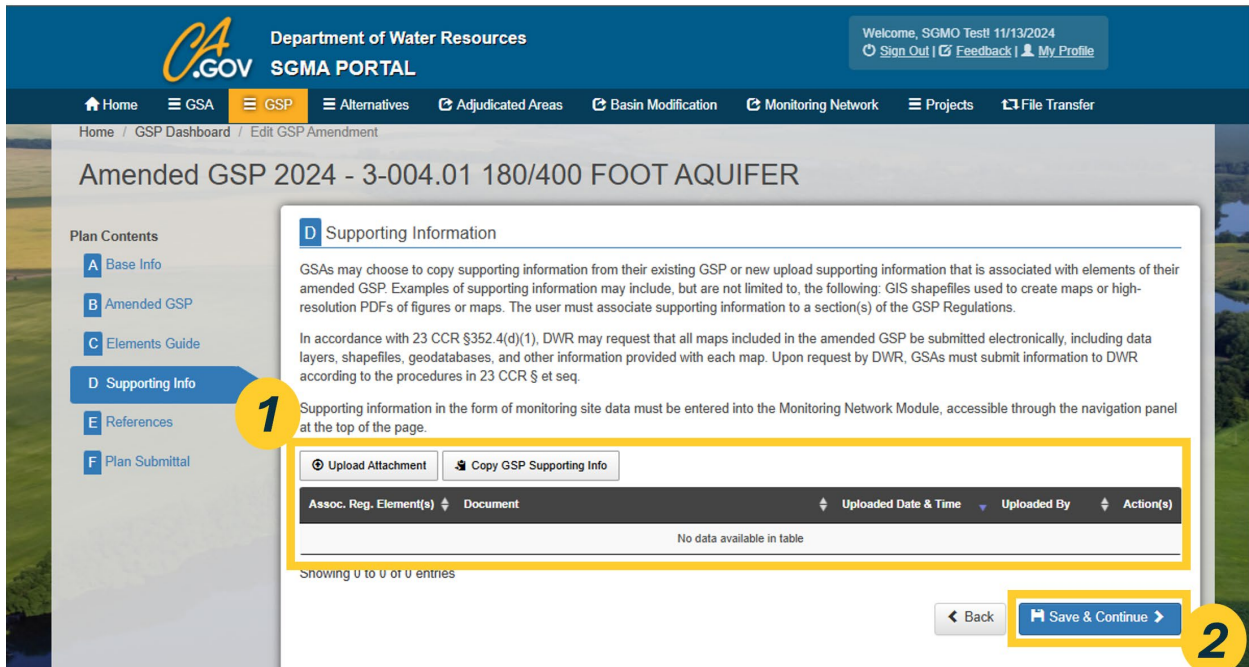 CA
.GOV
Department of Water Resources
SGMA PORTAL
Welcome, SGMO Test! 11/13/2024
Sign Out | Feedback | My Profile
Home GSA GSP Alternatives Adjudicated Areas Basin Modification Monitoring Network Projects File Transfer
Home / GSP Dashboard / Edit GSP Amendment
Amended GSP 2024 - 3-004.01 180/400 FOOT AQUIFER
Plan Contents
A Base Info
B Amended GSP
C Elements Guide
D Supporting Info
E References
F Plan Submittal
D Supporting Information
GSAs may choose to copy supporting information from their existing GSP or new upload supporting information that is associated with elements of their
amended GSP. Examples of supporting information may include, but are not limited to, the following: GIS shapefiles used to create maps or high-
resolution PDFs of figures or maps. The user must associate supporting information to a section(s) of the GSP Regulations.
In accordance with 23 CCR §352.4(d)(1), DWR may request that all maps included in the amended GSP be submitted electronically, including data
layers, shapefiles, geodatabases, and other information provided with each map. Upon request by DWR, GSAs must submit information to DWR
according to the procedures in 23 CCR § et seq.
Supporting information in the form of monitoring site data must be entered into the Monitoring Network Module, accessible through the navigation panel
at the top of the page.
1
Upload Attachment Copy GSP Supporting Info
Assoc. Reg. Element(s) Document Uploaded Date & Time Uploaded By Action(s)
No data available in table
Showing 0 to 0 of 0 entries
Back Save & Continue
2